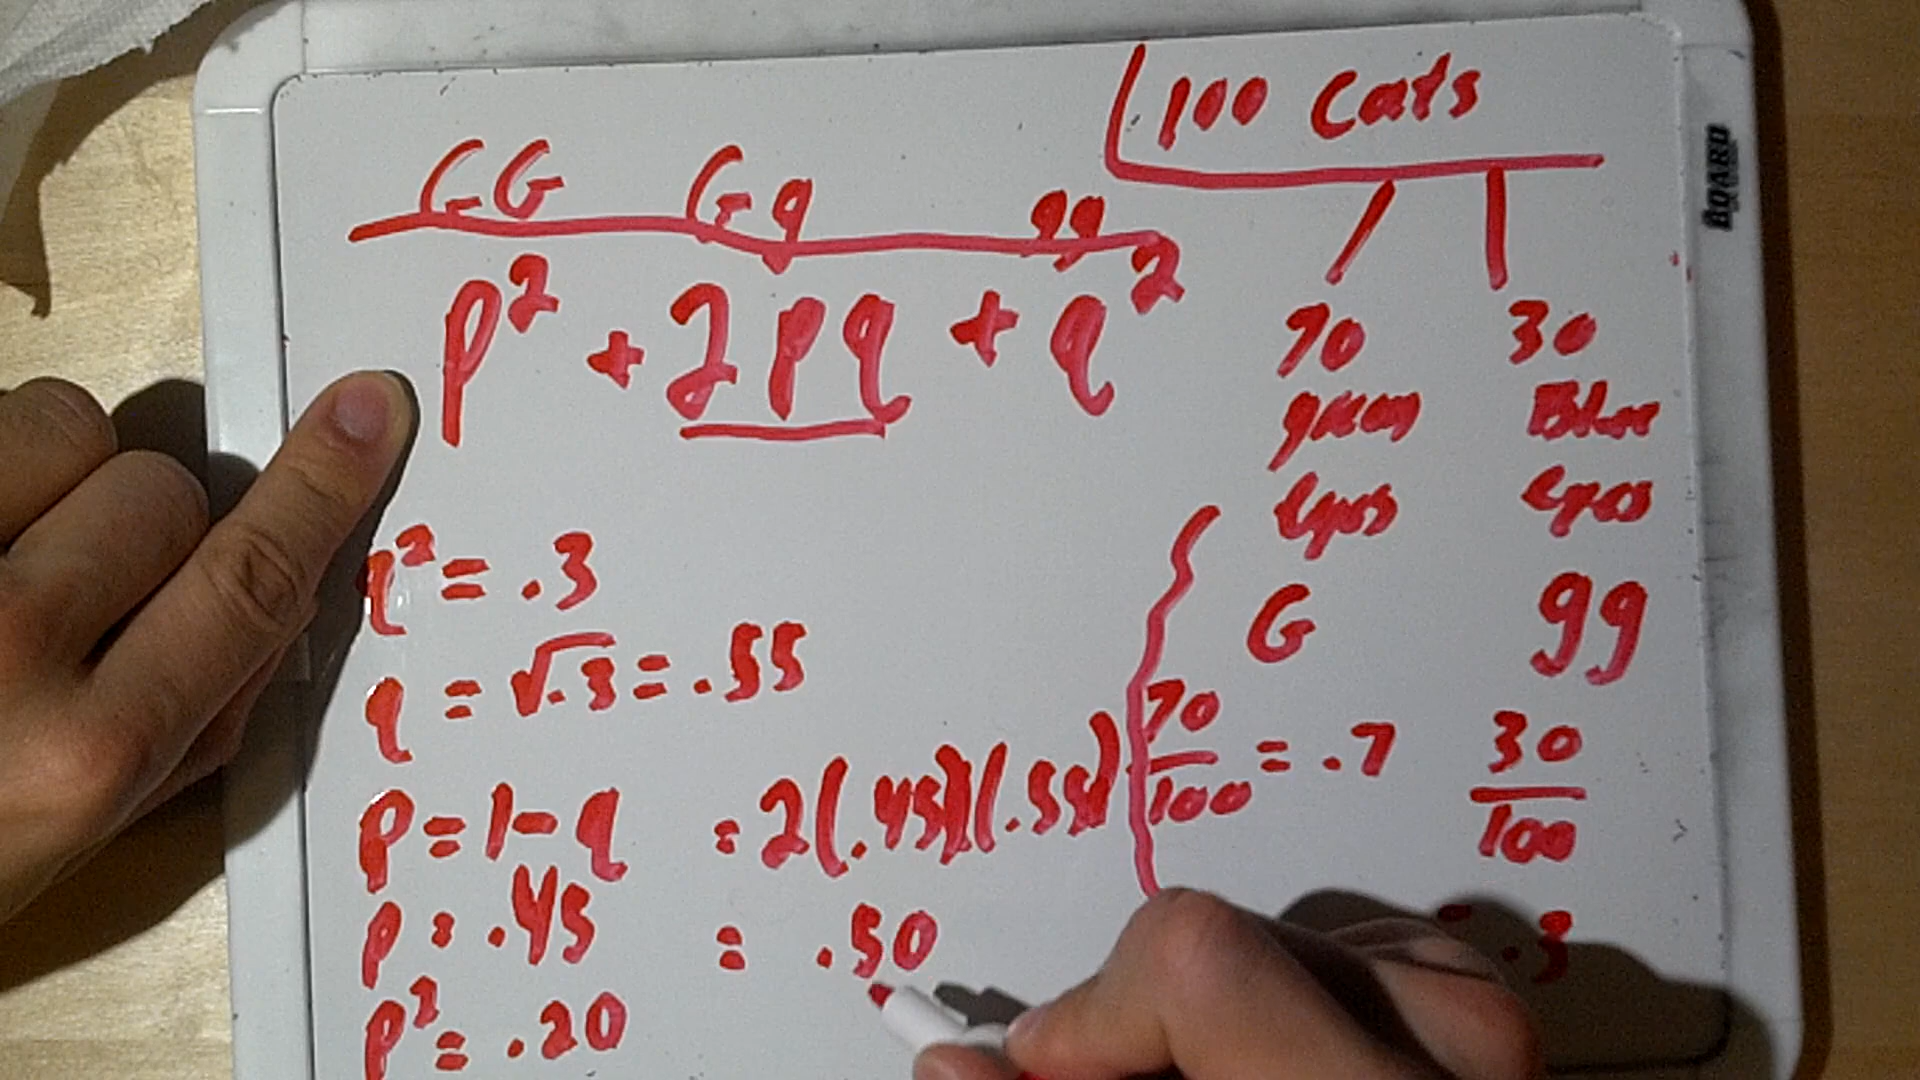 100 Cats
GG Gg gg
p² + 2pq + q²
70 30
green Blue
eyes eyes
G gg
q² = .3
q = √.3 = .55
70/100 = .7 30/100
p = 1 - q = 2(.45)(.55)
p = .45 = .50 .3
p² = .20
BOARD